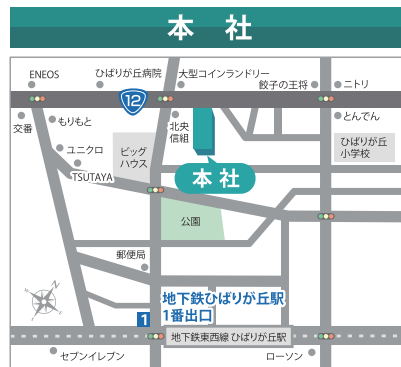 本 社
ENEOS
ひばりが丘病院
大型コインランドリー
餃子の王将
ニトリ
12
交番
もりもと
北央
信組
とんでん
ユニクロ
ビッグ
ハウス
ひばりが丘
小学校
TSUTAYA
本 社
公園
郵便局
N
地下鉄ひばりが丘駅
1番出口
1
地下鉄東西線 ひばりが丘駅
セブンイレブン
ローソン